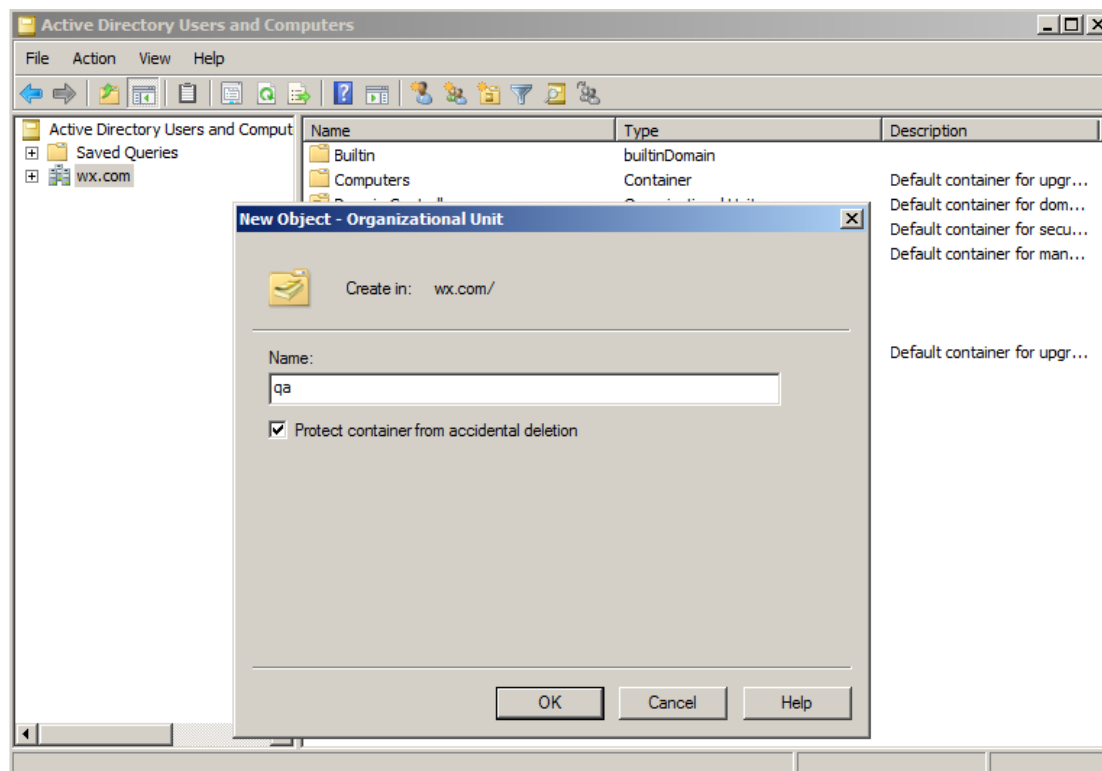 Active Directory Users and Computers
File Action View Help
Active Directory Users and Comput
Saved Queries
wx.com
Name Type Description
Builtin builtinDomain
Computers Container Default container for upgr...
Default container for dom...
Default container for secu...
Default container for man...
Default container for upgr...
New Object - Organizational Unit
Create in: wx.com/
Name:
qa
Protect container from accidental deletion
OK Cancel Help